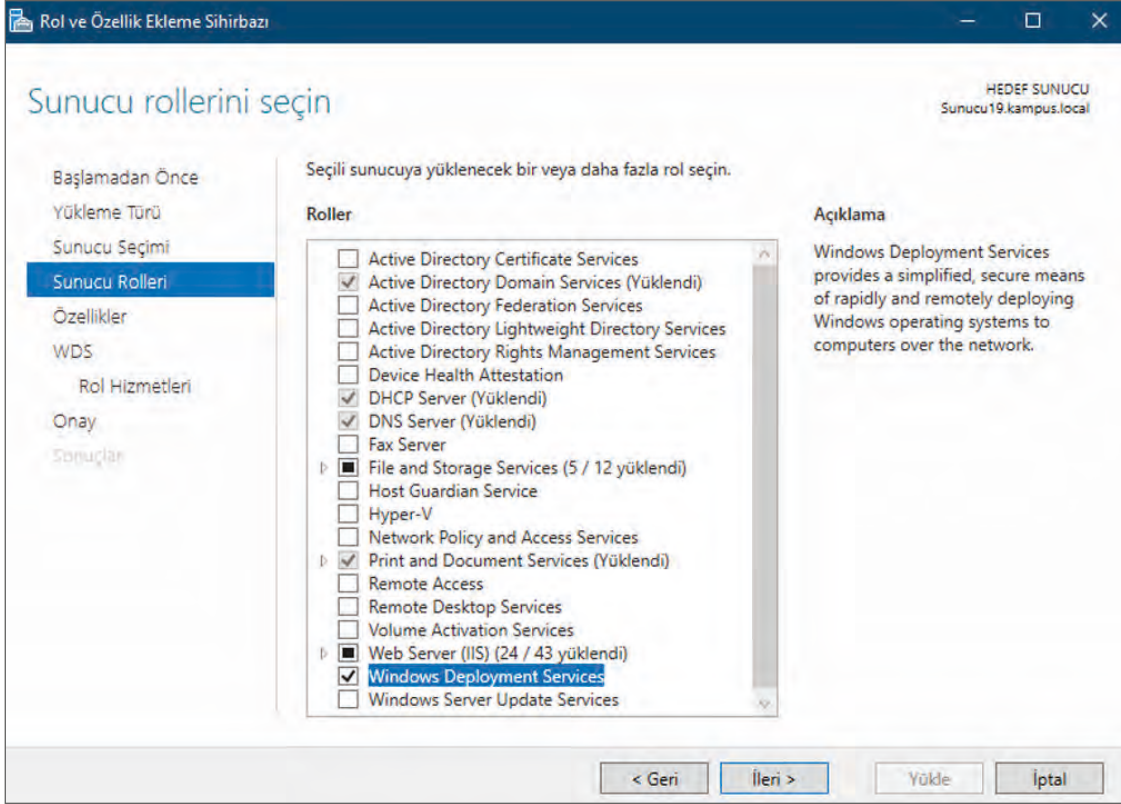 Rol ve Özellik Ekleme Sihirbazı
Sunucu rollerini seçin
HEDEF SUNUCU
Sunucu19.kampus.local
Başlamadan Önce
Yükleme Türü
Sunucu Seçimi
Sunucu Rolleri
Özellikler
WDS
Rol Hizmetleri
Onay
Sonuçlar
Seçili sunucuya yüklenecek bir veya daha fazla rol seçin.
Roller
Active Directory Certificate Services
Active Directory Domain Services (Yüklendi)
Active Directory Federation Services
Active Directory Lightweight Directory Services
Active Directory Rights Management Services
Device Health Attestation
DHCP Server (Yüklendi)
DNS Server (Yüklendi)
Fax Server
File and Storage Services (5 / 12 yüklendi)
Host Guardian Service
Hyper-V
Network Policy and Access Services
Print and Document Services (Yüklendi)
Remote Access
Remote Desktop Services
Volume Activation Services
Web Server (IIS) (24 / 43 yüklendi)
Windows Deployment Services
Windows Server Update Services
Açıklama
Windows Deployment Services
provides a simplified, secure means
of rapidly and remotely deploying
Windows operating systems to
computers over the network.
< Geri
İleri >
Yükle
İptal